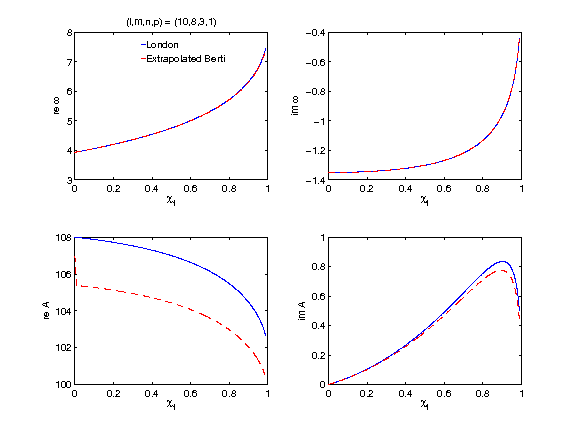 (l,m,n,p) = (10,8,3,1)
London
Extrapolated Berti
re ω
8
7
6
5
4
3
0 0.2 0.4 0.6 0.8 1
χf
im ω
−0.4
−0.6
−0.8
−1
−1.2
−1.4
0 0.2 0.4 0.6 0.8 1
χf
re A
108
106
104
102
100
0 0.2 0.4 0.6 0.8 1
χf
im A
1
0.8
0.6
0.4
0.2
0
0 0.2 0.4 0.6 0.8 1
χf